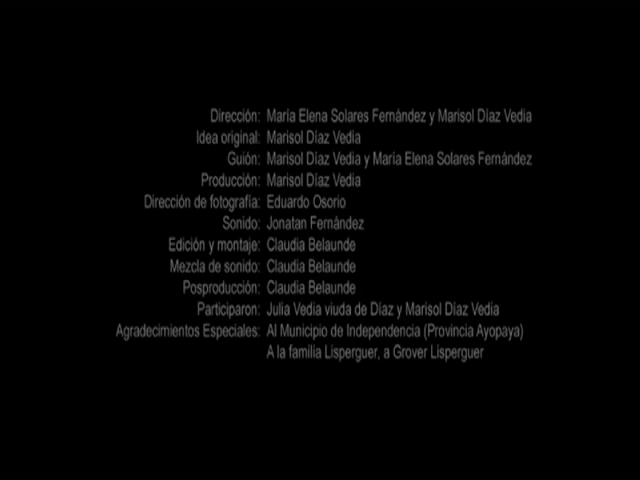 Dirección: María Elena Solares Fernández y Marisol Díaz Vedia
Idea original: Marisol Díaz Vedia
Guión: Marisol Díaz Vedia y María Elena Solares Fernández
Producción: Marisol Díaz Vedia
Dirección de fotografía: Eduardo Osorio
Sonido: Jonatan Fernández
Edición y montaje: Claudia Belaunde
Mezcla de sonido: Claudia Belaunde
Posproducción: Claudia Belaunde
Participaron: Julia Vedia viuda de Díaz y Marisol Díaz Vedia
Agradecimientos Especiales: Al Municipio de Independencia (Provincia Ayopaya)
A la familia Lisperguer, a Grover Lisperguer